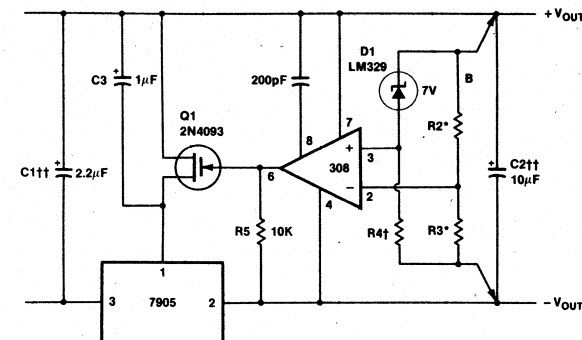 + VOUT
D1
LM329
C3
+
1µF
200pF
7V
B
Q1
2N4093
R2*
8
7
+
3
308
6
−
2
4
C1††
+
2.2µF
+
C2††
10µF
R5
10K
R4†
R3*
1
3
7905
2
− VOUT